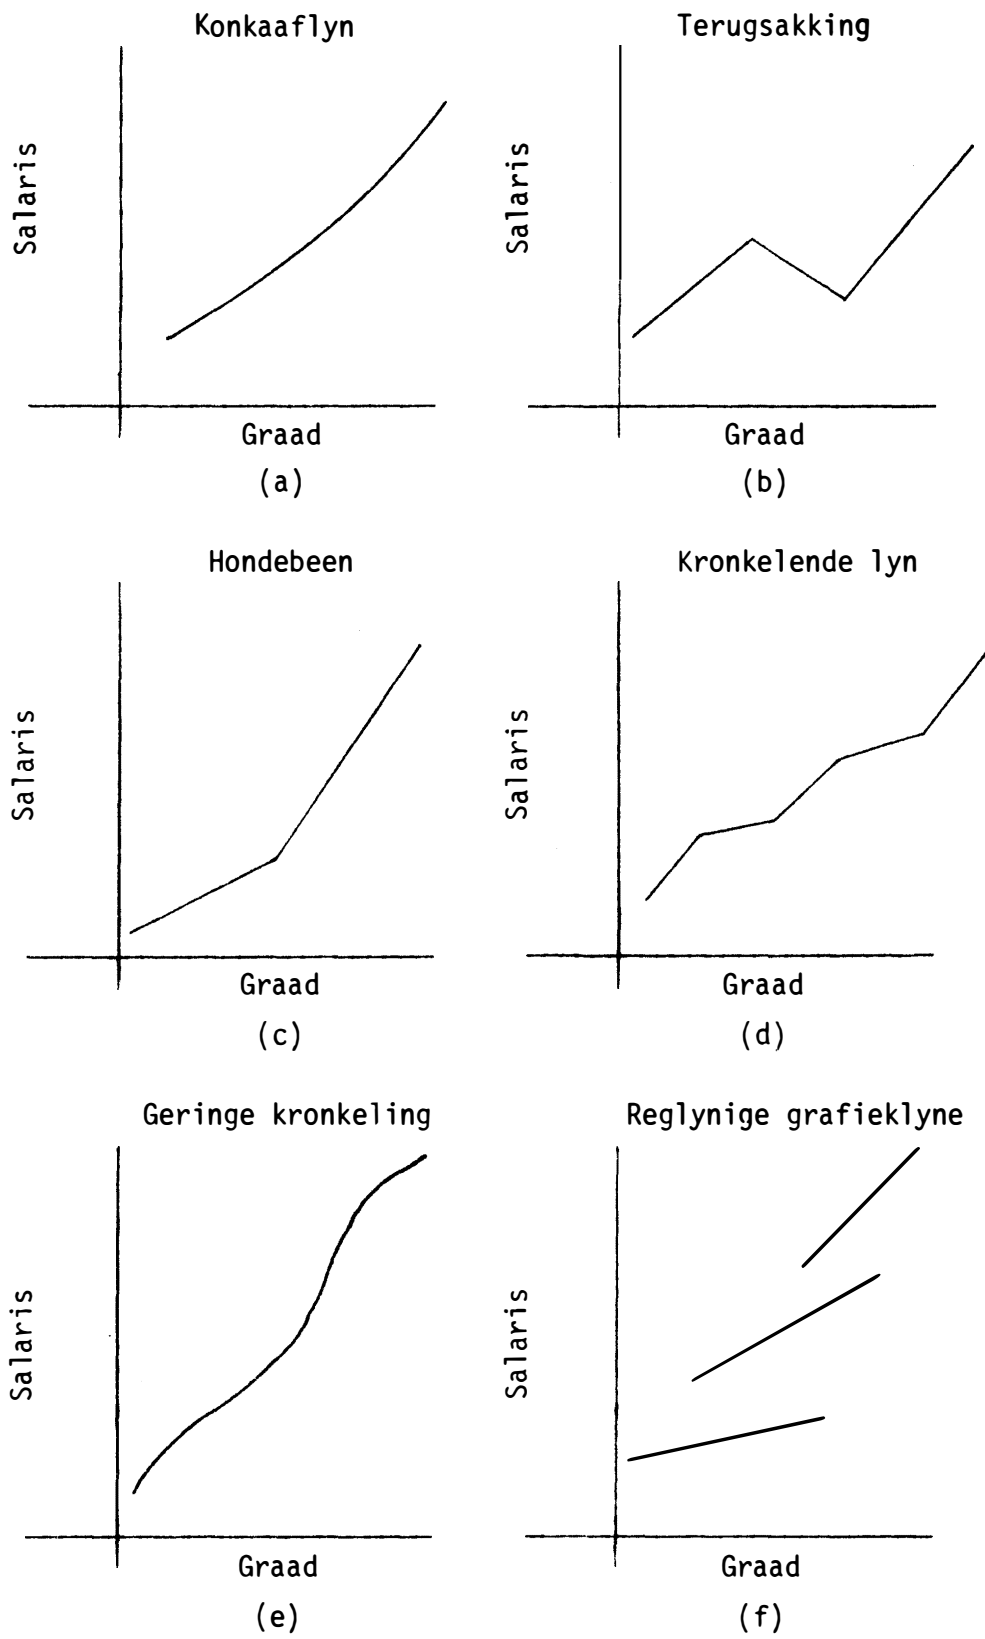 Konkaaflyn
Salaris
Graad
(a)
Terugsakking
Salaris
Graad
(b)
Hondebeen
Salaris
Graad
(c)
Kronkelende lyn
Salaris
Graad
(d)
Geringe kronkeling
Salaris
Graad
(e)
Reglynige grafieklyne
Salaris
Graad
(f)